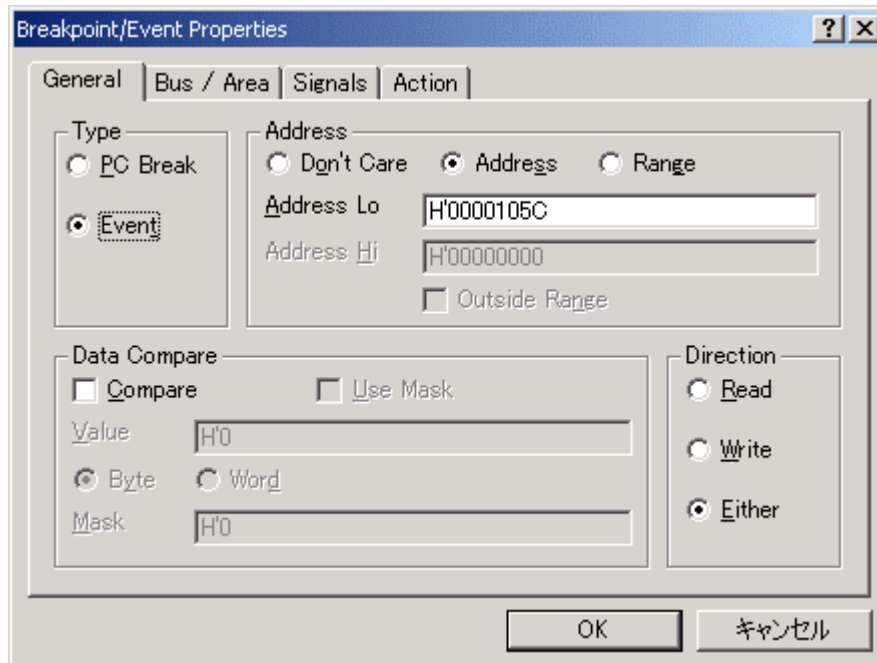 Breakpoint/Event Properties
General Bus / Area Signals Action
Type
PC Break
Event
Address
Don't Care Address Range
Address Lo H'0000105C
Address Hi H'00000000
Outside Range
Data Compare
Compare Use Mask
Value H'0
Byte Word
Mask H'0
Direction
Read
Write
Either
OK キャンセル